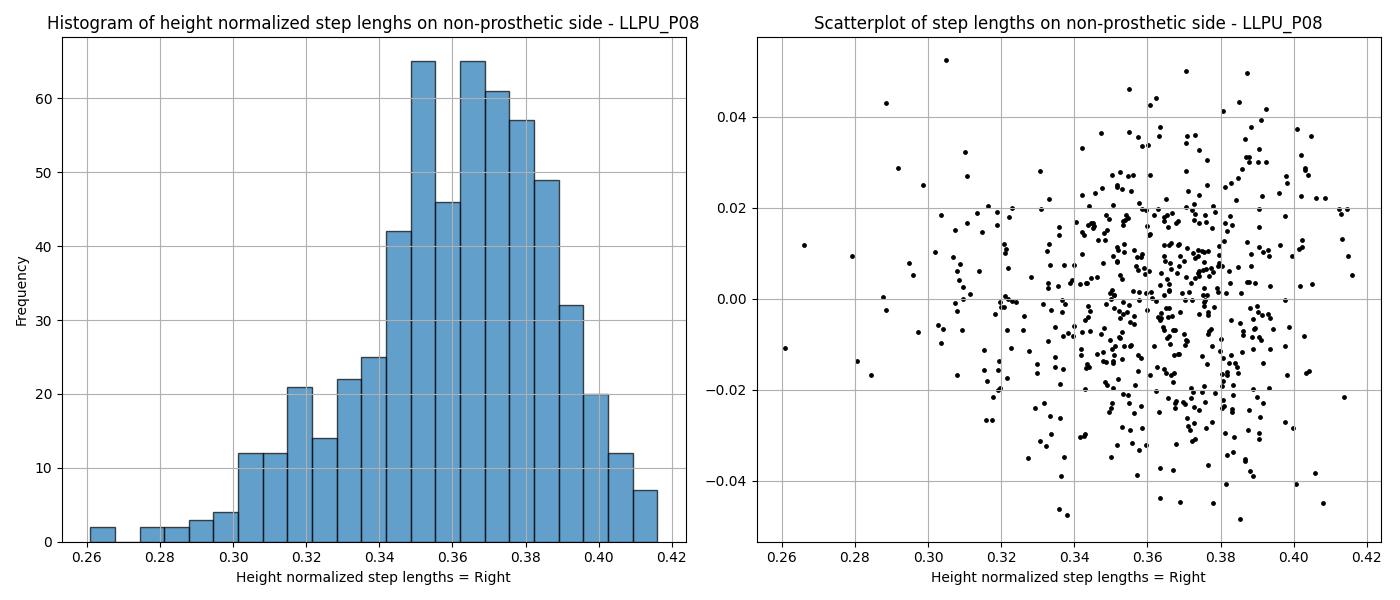 Histogram of height normalized step lenghs on non-prosthetic side - LLPU_P08
Frequency
60
50
40
30
20
10
0
0.26 0.28 0.30 0.32 0.34 0.36 0.38 0.40 0.42
Height normalized step lengths = Right
Scatterplot of step lengths on non-prosthetic side - LLPU_P08
0.04
0.02
0.00
−0.02
−0.04
0.26 0.28 0.30 0.32 0.34 0.36 0.38 0.40 0.42
Height normalized step lengths = Right